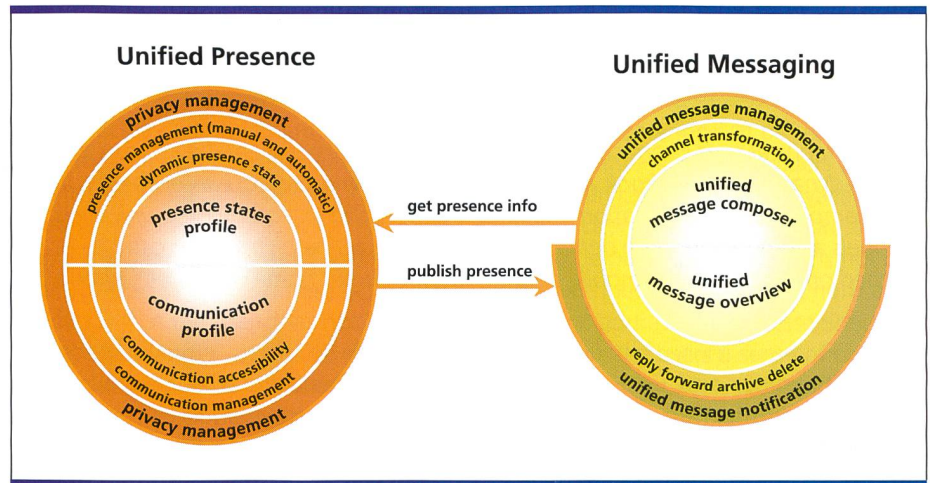 Unified Presence
privacy management
presence management (manual and automatic)
dynamic presence state
presence states
profile
communication
profile
communication accessibility
communication management
privacy management
get presence info
publish presence
Unified Messaging
unified message management
channel transformation
unified
message composer
unified
message overview
reply forward archive delete
unified message notification